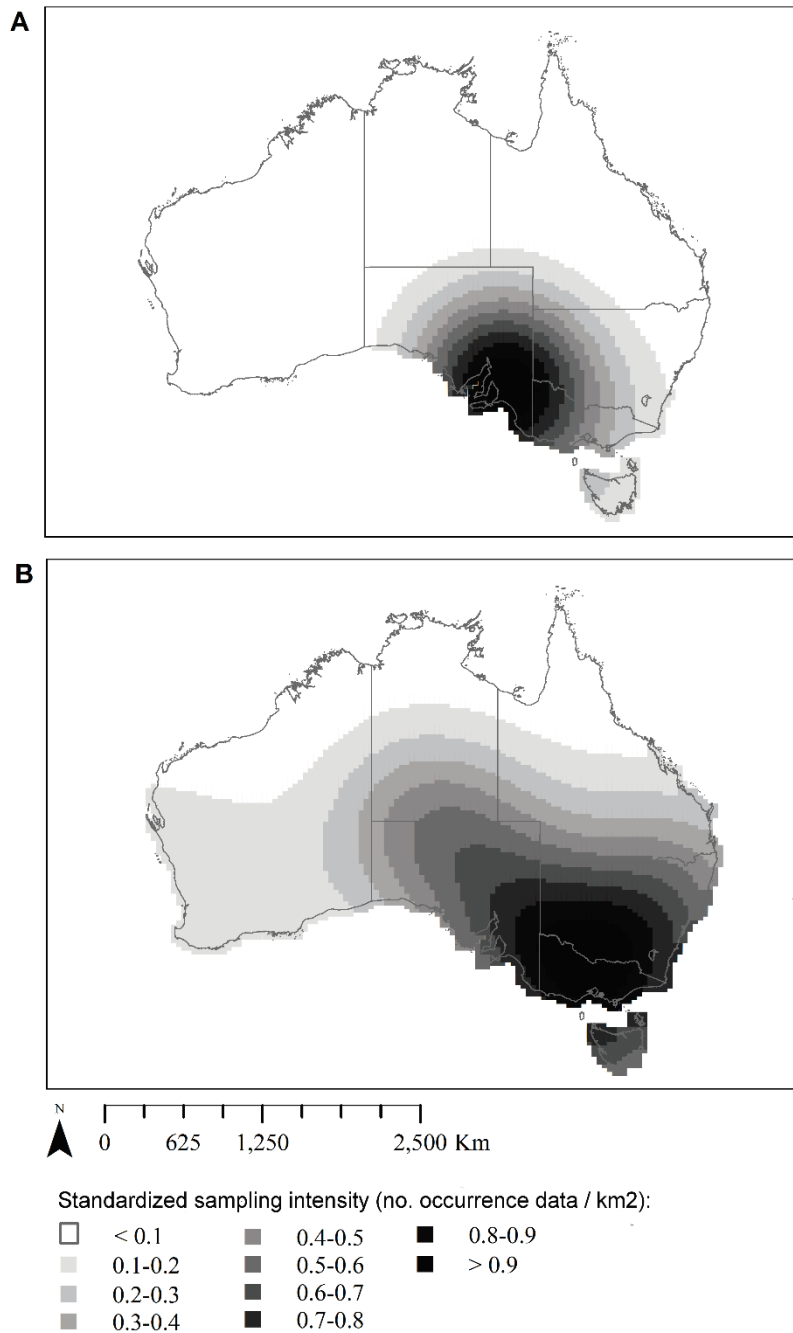 A
B
N
0 625 1,250 2,500 Km
Standardized sampling intensity (no. occurrence data / km2):
< 0.1 0.4-0.5 0.8-0.9
0.1-0.2 0.5-0.6 > 0.9
0.2-0.3 0.6-0.7
0.3-0.4 0.7-0.8